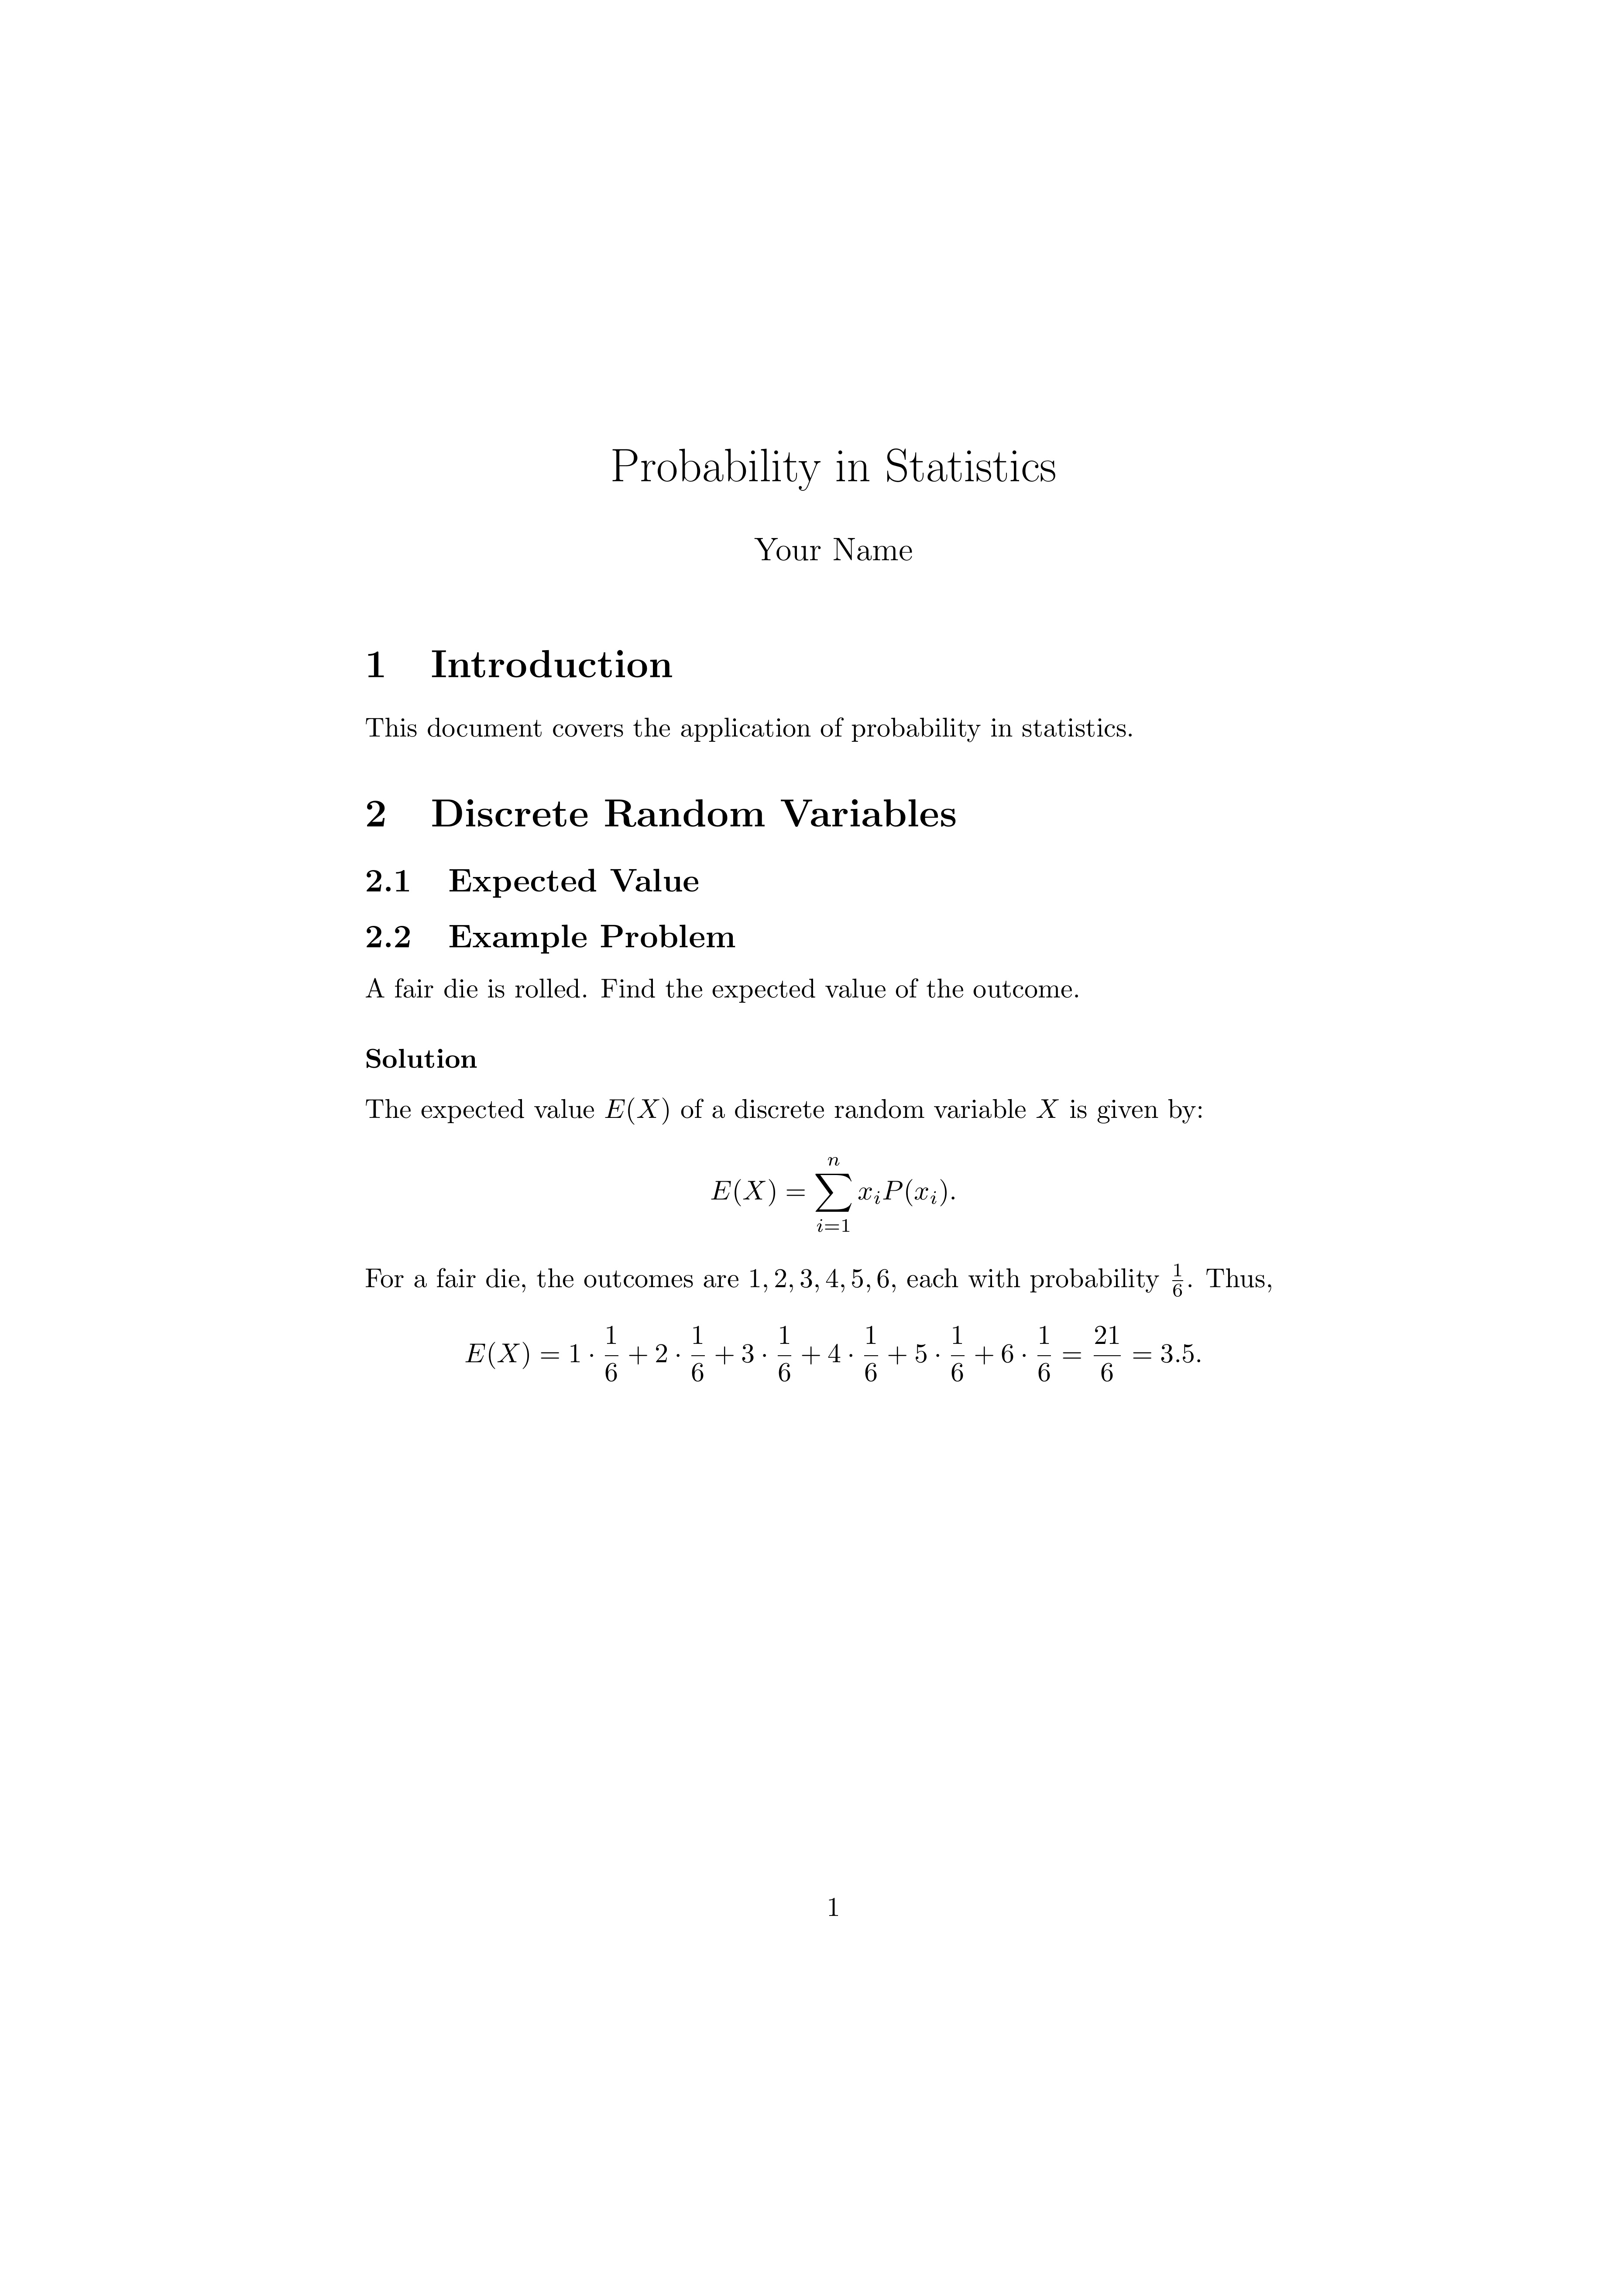 Probability in Statistics
Your Name
1 Introduction
This document covers the application of probability in statistics.
2 Discrete Random Variables
2.1 Expected Value
2.2 Example Problem
A fair die is rolled. Find the expected value of the outcome.
Solution
The expected value $E(X)$ of a discrete random variable $X$ is given by:
$E(X) = \sum_{i=1}^{n} x_i P(x_i).$
For a fair die, the outcomes are $1, 2, 3, 4, 5, 6$, each with probability $\frac{1}{6}$. Thus,
$E(X) = 1 \cdot \frac{1}{6} + 2 \cdot \frac{1}{6} + 3 \cdot \frac{1}{6} + 4 \cdot \frac{1}{6} + 5 \cdot \frac{1}{6} + 6 \cdot \frac{1}{6} = \frac{21}{6} = 3.5.$
1